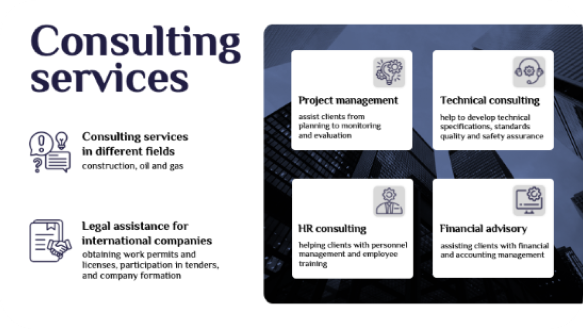 Consulting
services
Consulting services
in different fields
construction, oil and gas
Legal assistance for
international companies
obtaining work permits and
licenses, participation in tenders,
and company formation
Project management
assist clients from
planning to monitoring
and evaluation
Technical consulting
help to develop technical
specifications, standards
quality and safety assurance
HR consulting
helping clients with personnel
management and employee
training
Financial advisory
assisting clients with financial
and accounting management